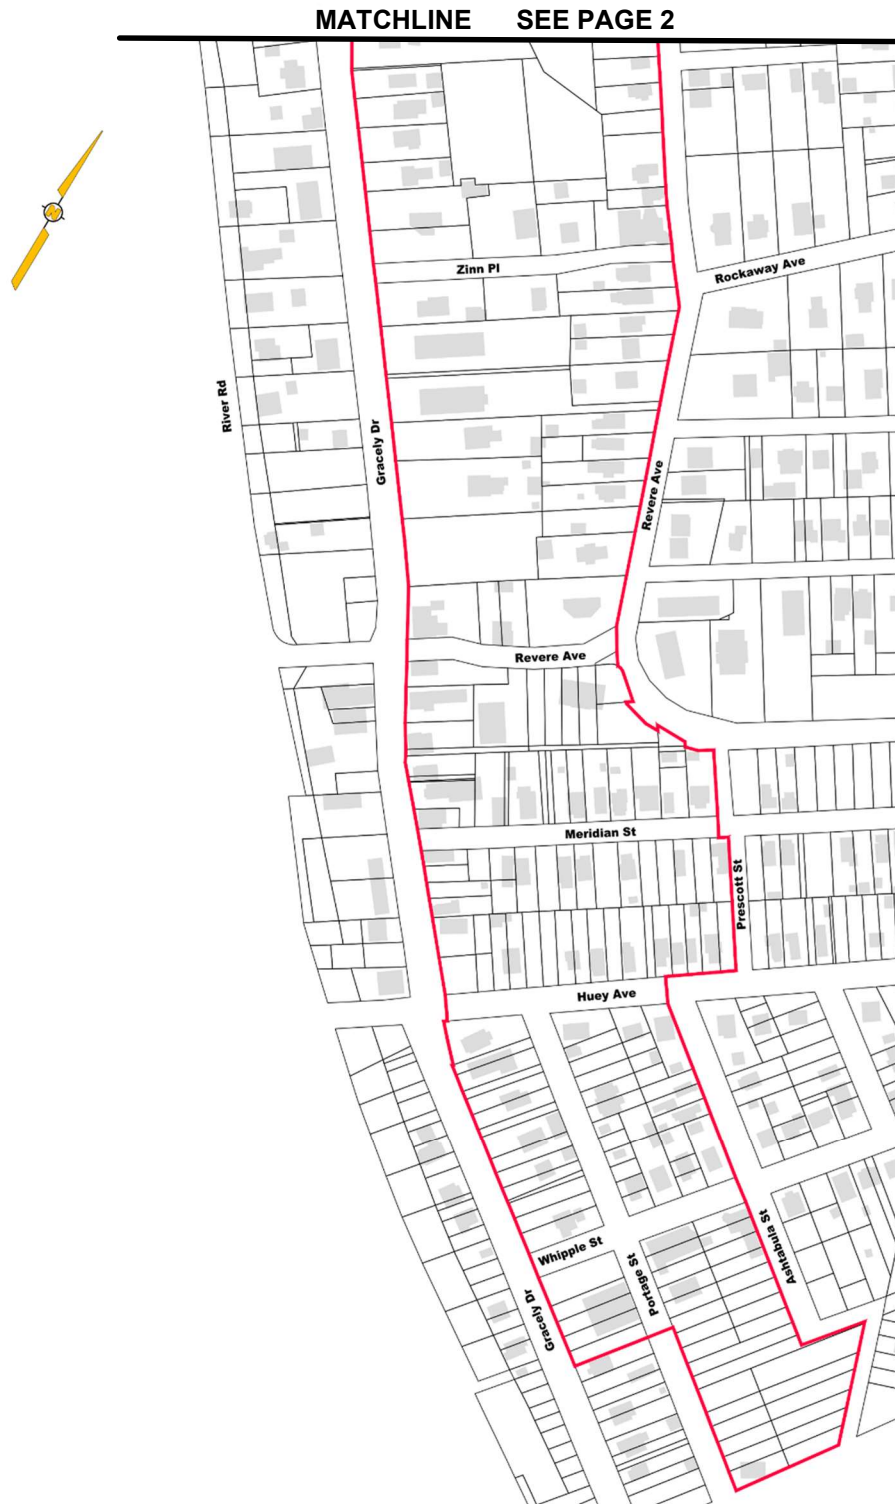 MATCHLINE SEE PAGE 2
Zinn Pl
Rockaway Ave
River Rd
Gracely Dr
Revere Ave
Revere Ave
Meridian St
Prescott St
Huey Ave
Whipple St
Portage St
Ashtabula St
Gracely Dr
N